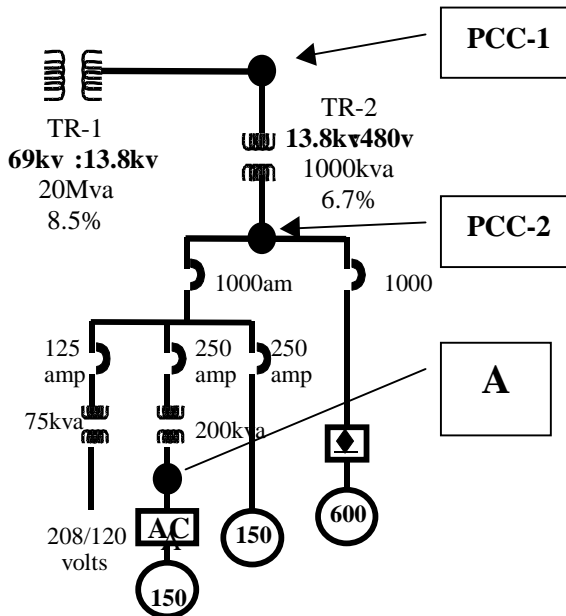 PCC-1
TR-1
69kv :13.8kv
20Mva
8.5%
TR-2
13.8kv480v
1000kva
6.7%
PCC-2
1000am
1000
125
amp
250
amp
250
amp
A
75kva
200kva
208/120
volts
AC
A
150
150
600